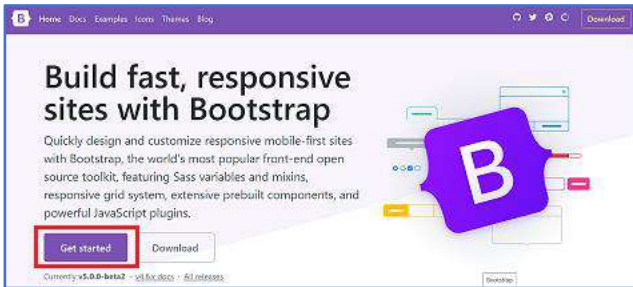 B Home Docs Examples Icons Themes Blog Download
Build fast, responsive
sites with Bootstrap
Quickly design and customize responsive mobile-first sites
with Bootstrap, the world's most popular front-end open
source toolkit, featuring Sass variables and mixins,
responsive grid system, extensive prebuilt components, and
powerful JavaScript plugins.
B
Get started Download
Currently v5.0.0-beta2 · v4.6.x docs · All releases
Bootstrap